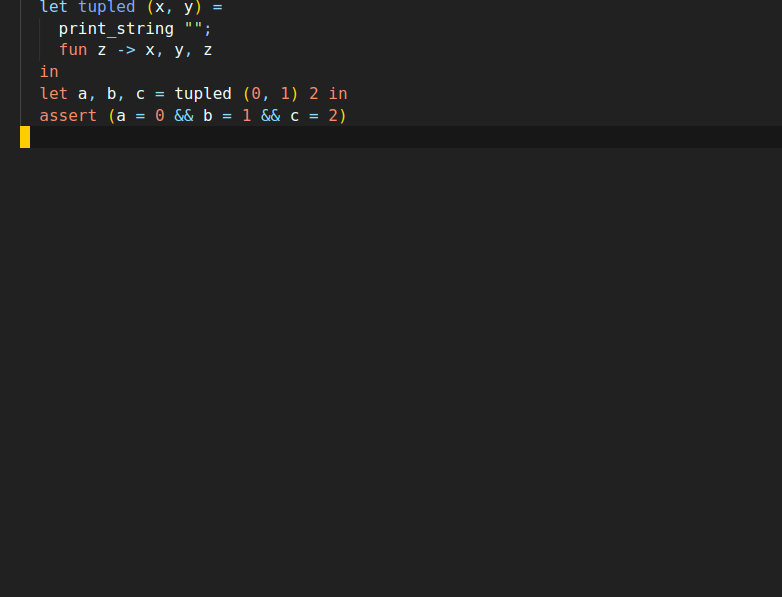 let tupled (x, y) =
print_string "";
fun z -> x, y, z
in
let a, b, c = tupled (0, 1) 2 in
assert (a = 0 && b = 1 && c = 2)